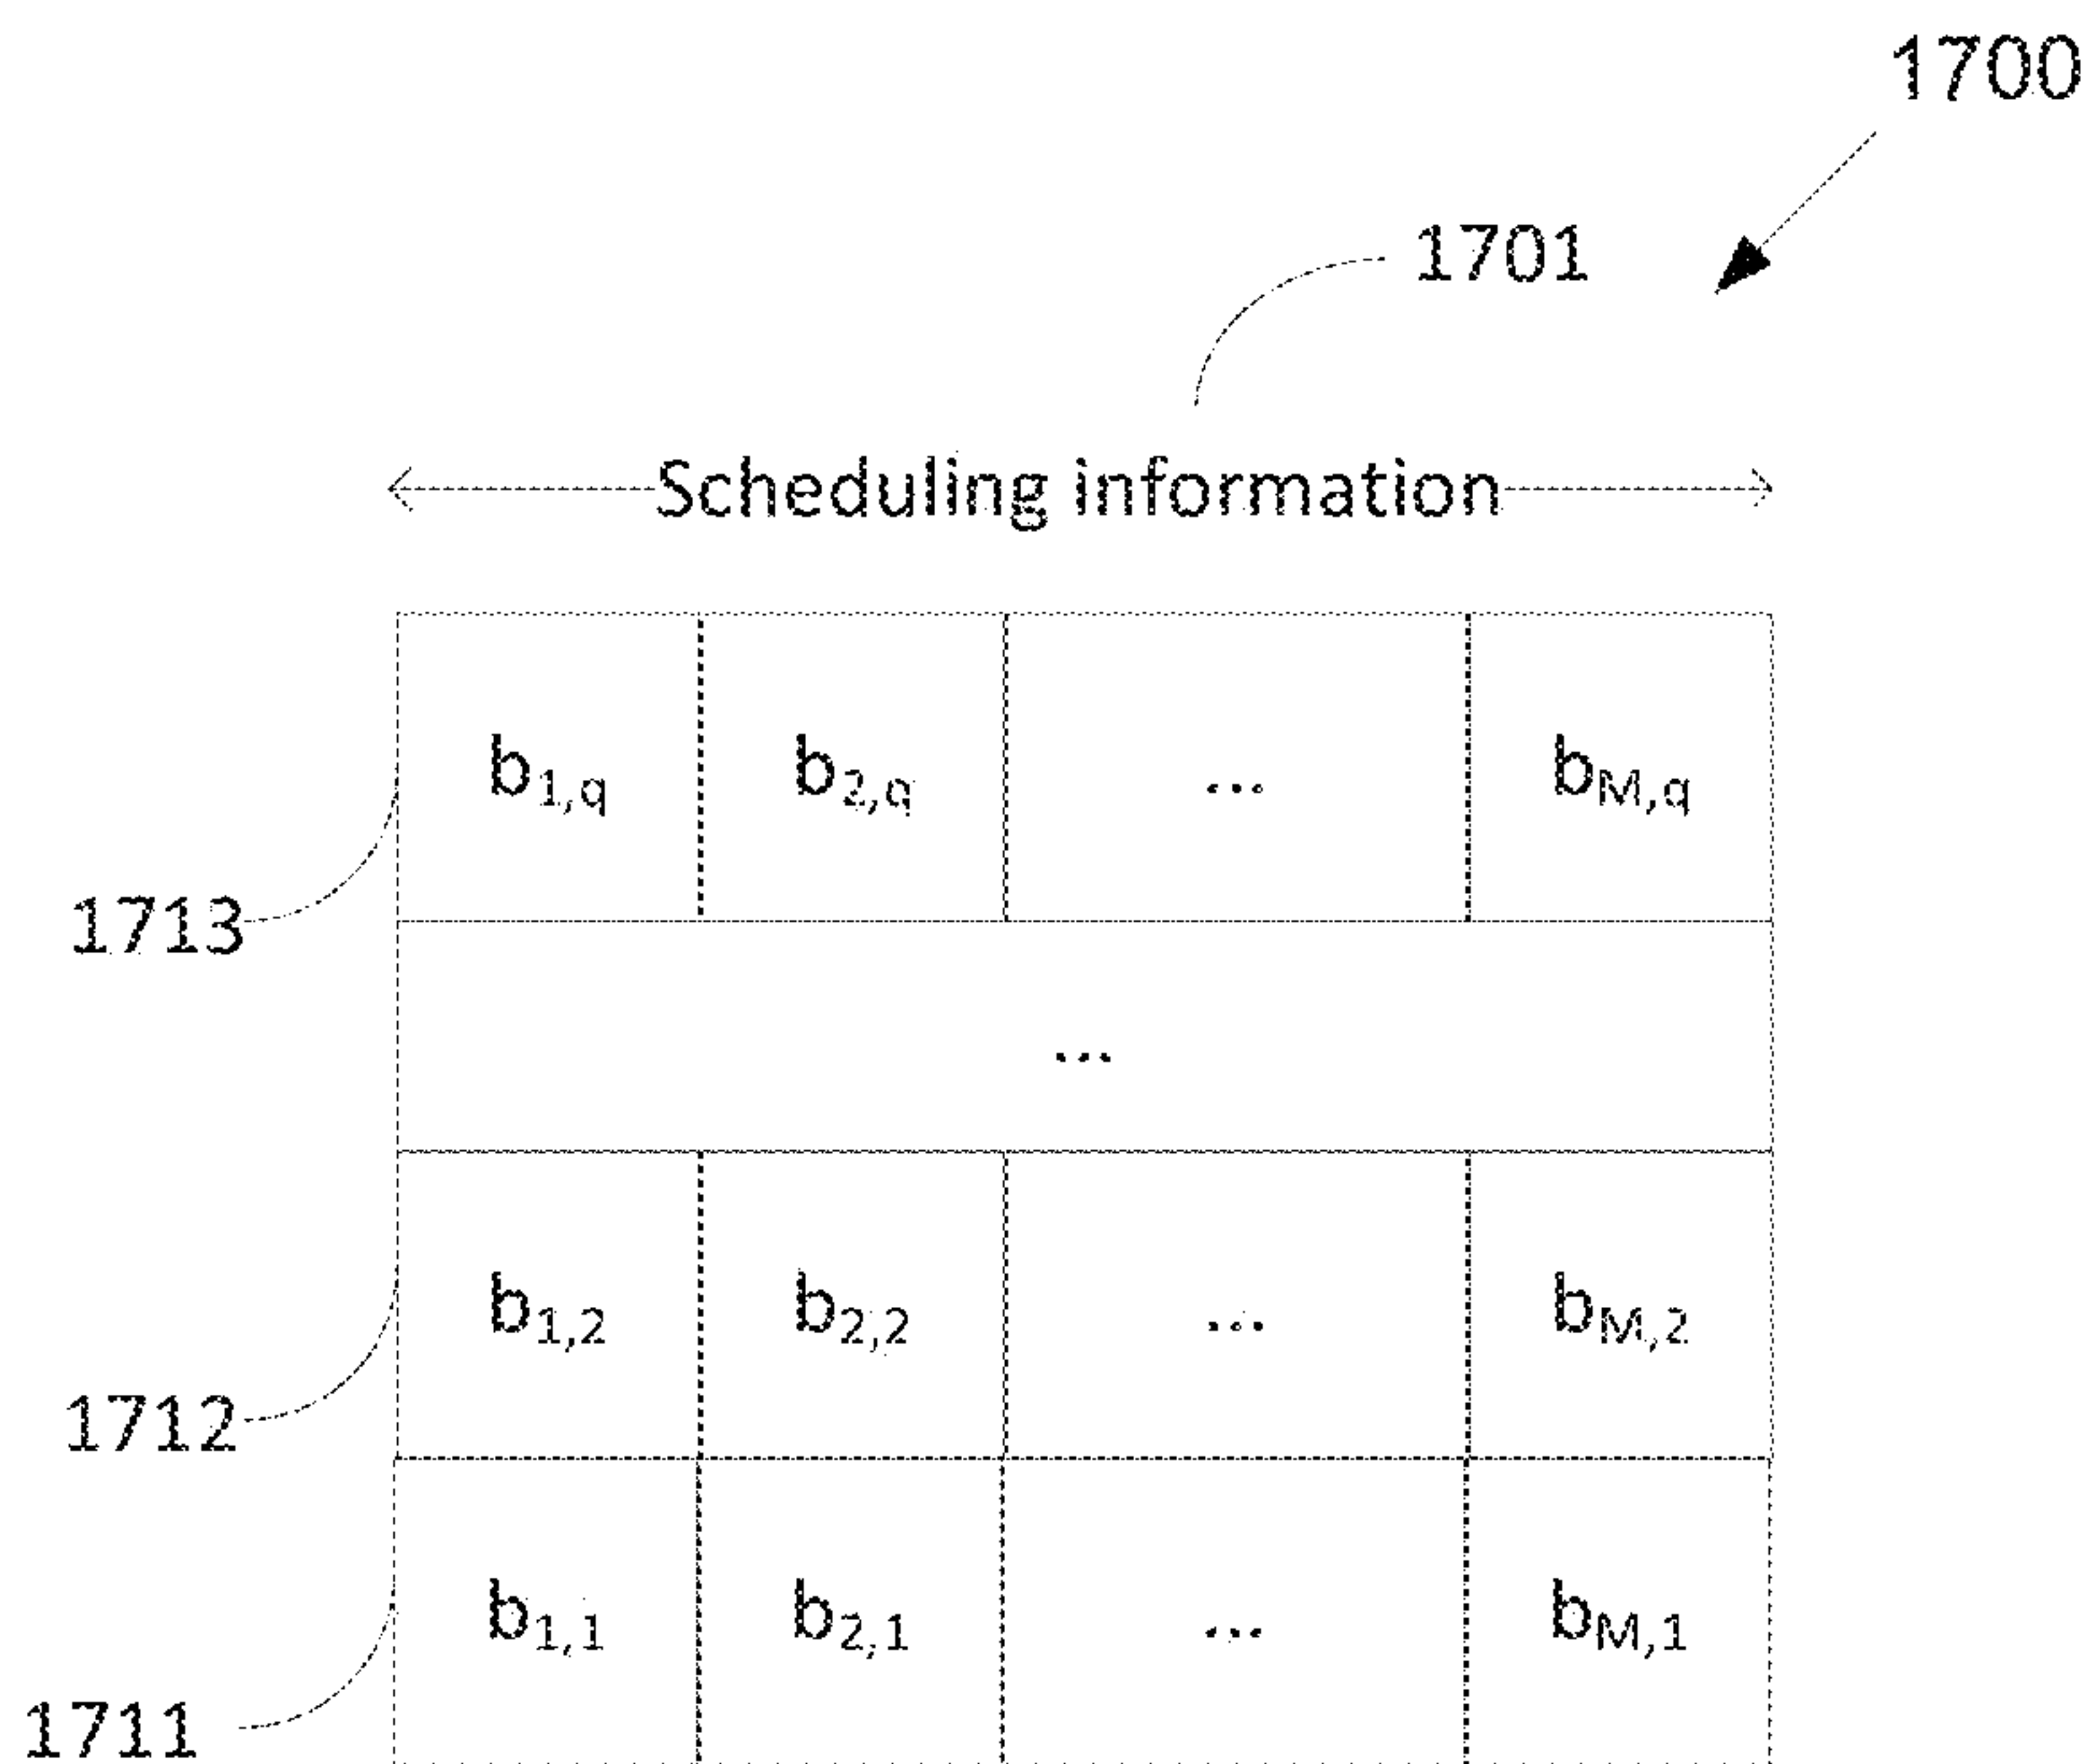 1700
1701
Scheduling information
b1,q b2,q ... bM,q
1713
...
b1,2 b2,2 ... bM,2
1712
b1,1 b2,1 ... bM,1
1711